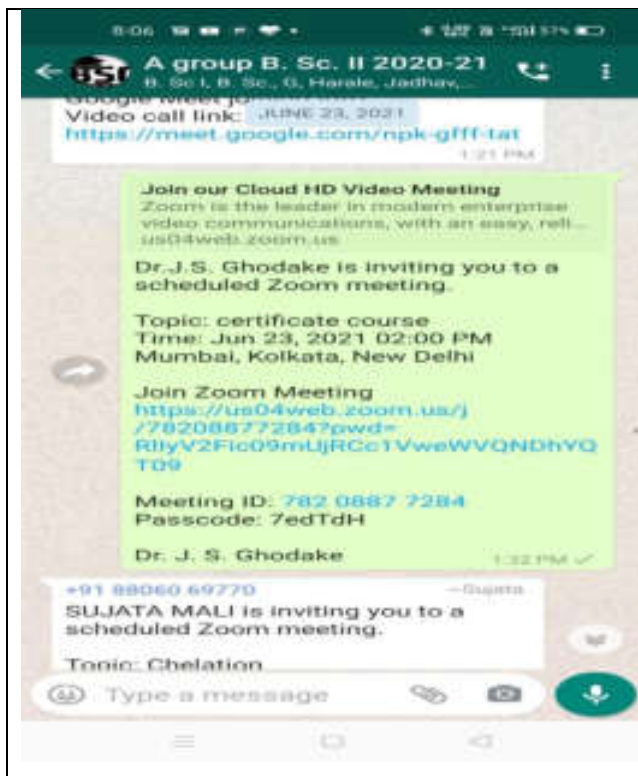 8:06
A group B. Sc. II 2020-21
B. Sc I, B. Sc., G, Harale, Jadhav,...
Video call link:
JUNE 23, 2021
https://meet.google.com/npk-gfff-tat
1:21 PM
Join our Cloud HD Video Meeting
Zoom is the leader in modern enterprise
video communications, with an easy, reli...
us04web.zoom.us
Dr.J.S. Ghodake is inviting you to a
scheduled Zoom meeting.
Topic: certificate course
Time: Jun 23, 2021 02:00 PM
Mumbai, Kolkata, New Delhi
Join Zoom Meeting
https://us04web.zoom.us/j
/78208877284?pwd=
T09
Meeting ID: 782 0887 7284
Passcode: 7edTdH
Dr. J. S. Ghodake
1:32 PM
+91 88060 69770
~Sujata
SUJATA MALI is inviting you to a
scheduled Zoom meeting.
Topic: Chelation
Type a message